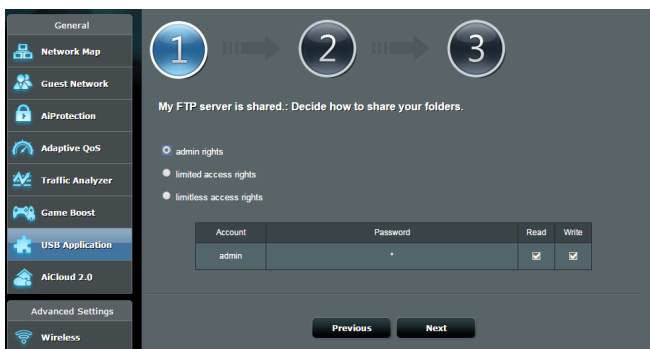 General
Network Map
Guest Network
AiProtection
Adaptive QoS
Traffic Analyzer
Game Boost
USB Application
AiCloud 2.0
Advanced Settings
Wireless
1 2 3
My FTP server is shared.: Decide how to share your folders.
admin rights
limited access rights
limitless access rights
Account Password Read Write
admin *
Previous Next